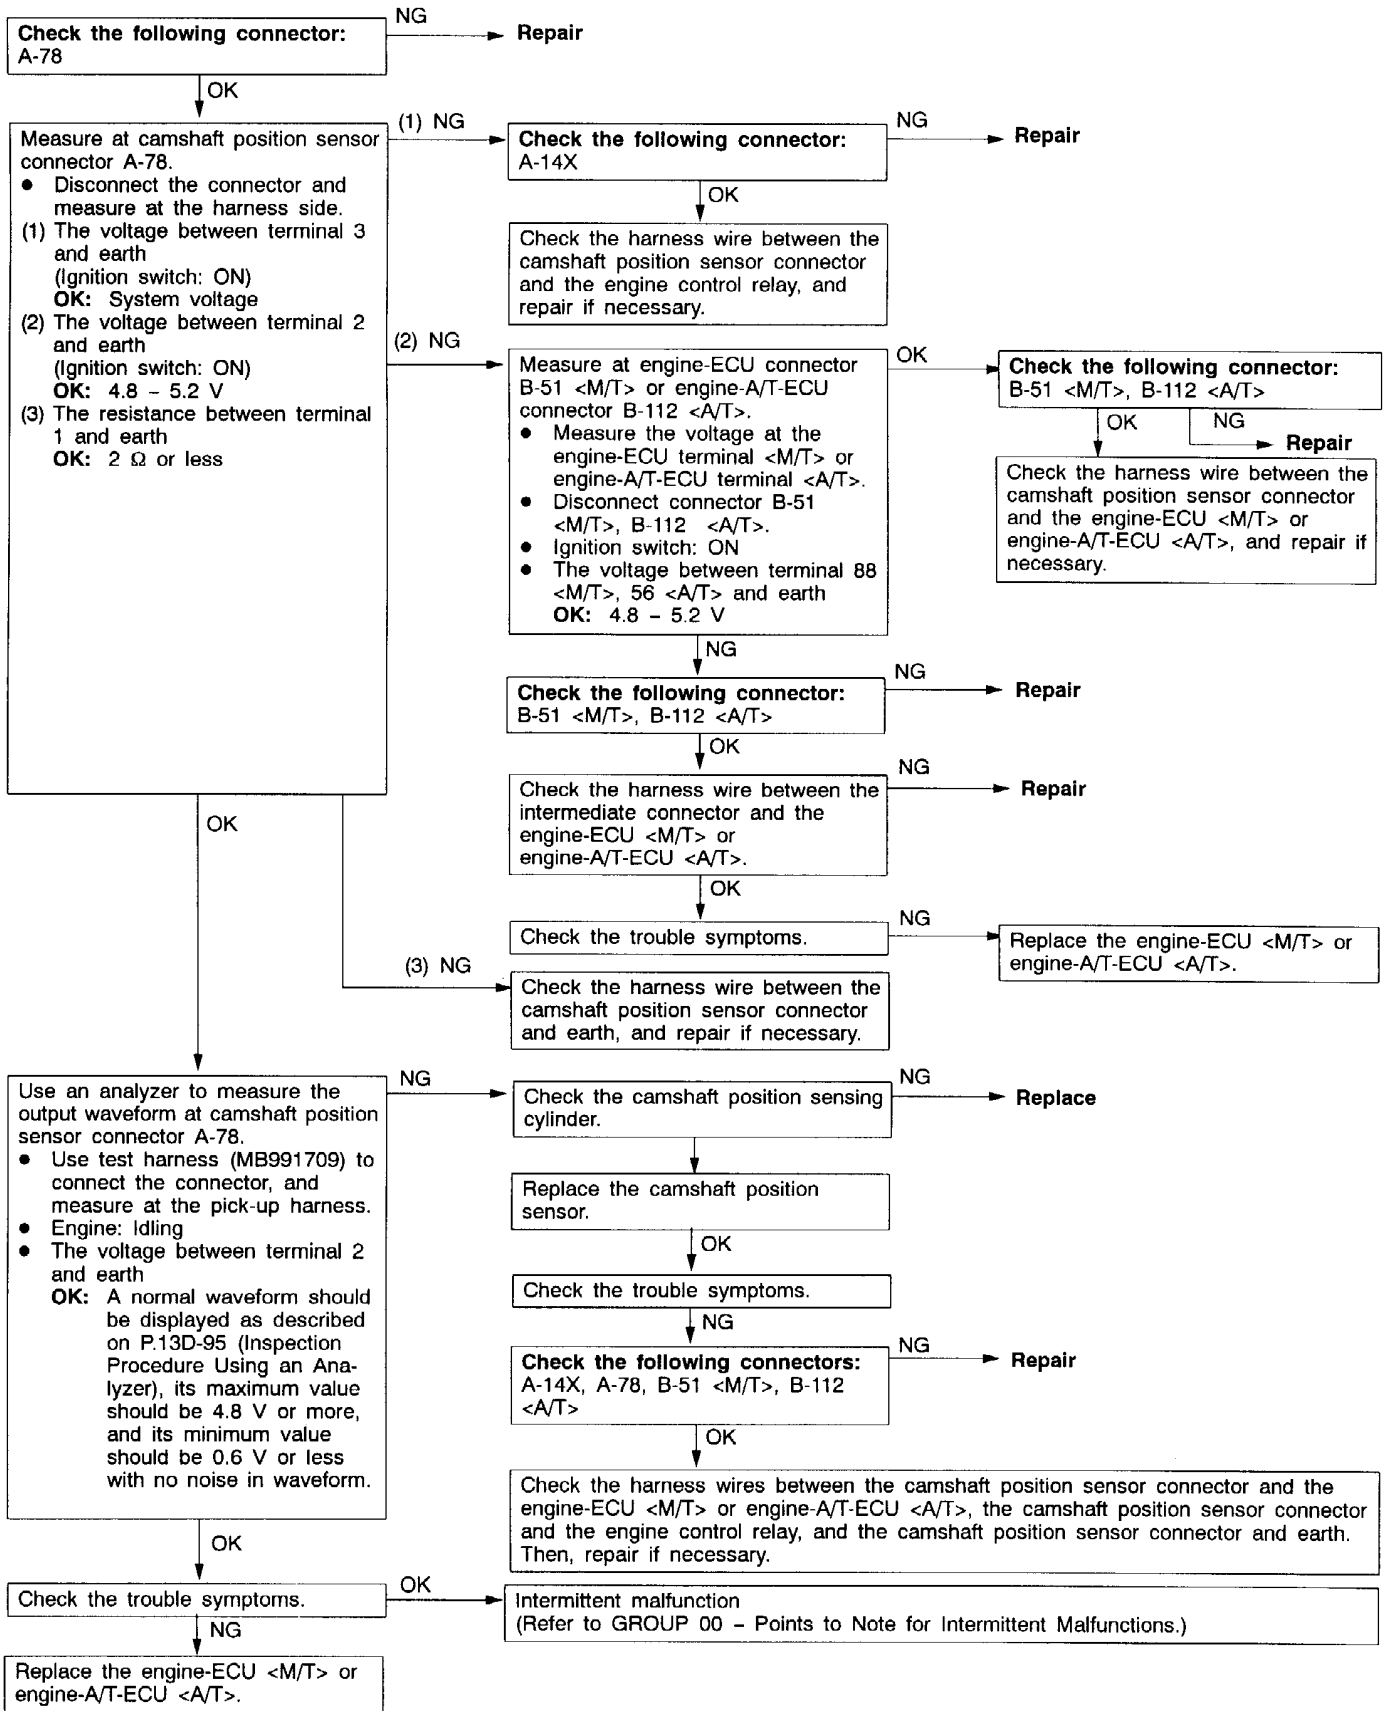 Check the following connector:
A-78
NG
Repair
OK
Measure at camshaft position sensor
connector A-78.
● Disconnect the connector and
measure at the harness side.
(1) The voltage between terminal 3
and earth
(Ignition switch: ON)
OK: System voltage
(2) The voltage between terminal 2
and earth
(Ignition switch: ON)
OK: 4.8 – 5.2 V
(3) The resistance between terminal
1 and earth
OK: 2 Ω or less
(1) NG
Check the following connector:
A-14X
NG
Repair
OK
Check the harness wire between the
camshaft position sensor connector
and the engine control relay, and
repair if necessary.
(2) NG
Measure at engine-ECU connector
B-51 <M/T> or engine-A/T-ECU
connector B-112 <A/T>.
● Measure the voltage at the
engine-ECU terminal <M/T> or
engine-A/T-ECU terminal <A/T>.
● Disconnect connector B-51
<M/T>, B-112 <A/T>.
● Ignition switch: ON
● The voltage between terminal 88
<M/T>, 56 <A/T> and earth
OK: 4.8 – 5.2 V
OK
Check the following connector:
B-51 <M/T>, B-112 <A/T>
OK
NG
Repair
Check the harness wire between the
camshaft position sensor connector
and the engine-ECU <M/T> or
engine-A/T-ECU <A/T>, and repair if
necessary.
NG
Check the following connector:
B-51 <M/T>, B-112 <A/T>
NG
Repair
OK
Check the harness wire between the
intermediate connector and the
engine-ECU <M/T> or
engine-A/T-ECU <A/T>.
NG
Repair
OK
Check the trouble symptoms.
NG
Replace the engine-ECU <M/T> or
engine-A/T-ECU <A/T>.
(3) NG
Check the harness wire between the
camshaft position sensor connector
and earth, and repair if necessary.
OK
Use an analyzer to measure the
output waveform at camshaft position
sensor connector A-78.
● Use test harness (MB991709) to
connect the connector, and
measure at the pick-up harness.
● Engine: Idling
● The voltage between terminal 2
and earth
OK: A normal waveform should
be displayed as described
on P.13D-95 (Inspection
Procedure Using an Ana-
lyzer), its maximum value
should be 4.8 V or more,
and its minimum value
should be 0.6 V or less
with no noise in waveform.
NG
Check the camshaft position sensing
cylinder.
NG
Replace
Replace the camshaft position
sensor.
OK
Check the trouble symptoms.
NG
Check the following connectors:
A-14X, A-78, B-51 <M/T>, B-112
<A/T>
NG
Repair
OK
Check the harness wires between the camshaft position sensor connector and the
engine-ECU <M/T> or engine-A/T-ECU <A/T>, the camshaft position sensor connector
and the engine control relay, and the camshaft position sensor connector and earth.
Then, repair if necessary.
OK
Check the trouble symptoms.
OK
Intermittent malfunction
(Refer to GROUP 00 – Points to Note for Intermittent Malfunctions.)
NG
Replace the engine-ECU <M/T> or
engine-A/T-ECU <A/T>.